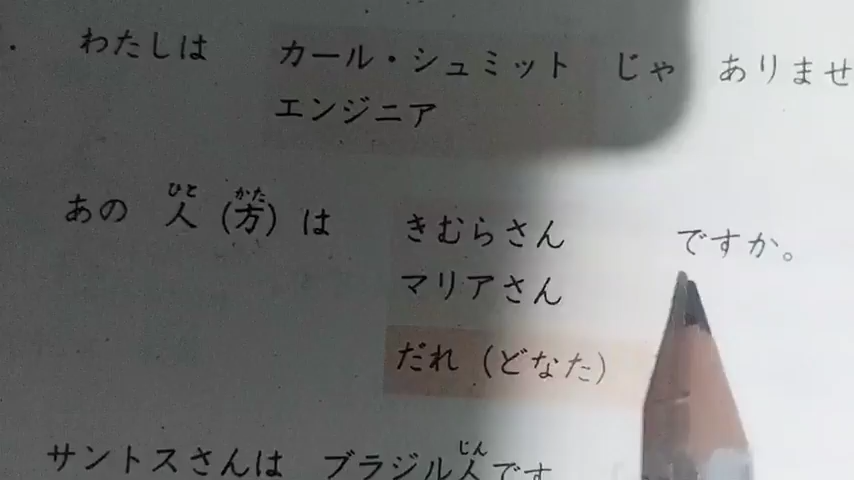 わたしは カール・シュミット じゃ ありませ
エンジニア
あの 人(方)は きむらさん ですか。
マリアさん
だれ(どなた)
サントスさんは ブラジル人です